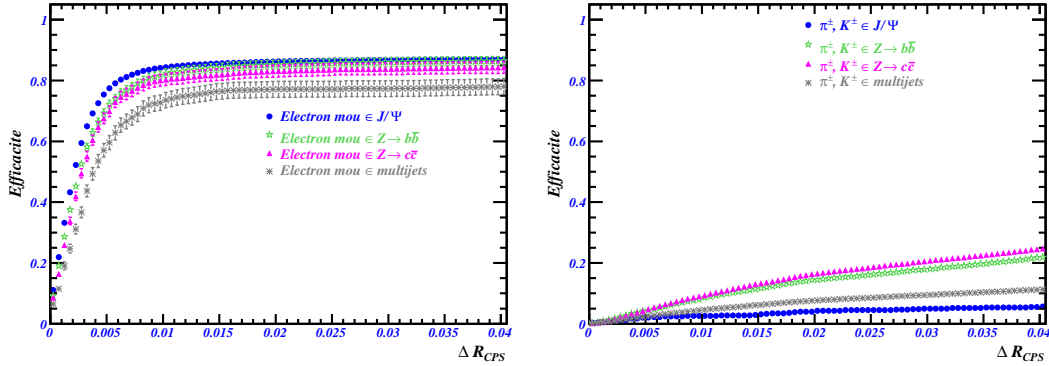 Efficacite
1
0.8
0.6
0.4
0.2
0
Electron mou ∈ J/Ψ
Electron mou ∈ Z→ bb̅
Electron mou ∈ Z→ cc̅
Electron mou ∈ multijets
0 0.005 0.01 0.015 0.02 0.025 0.03 0.035 0.04
Δ R_CPS
Efficacite
1
0.8
0.6
0.4
0.2
0
π±, K± ∈ J/Ψ
π±, K± ∈ Z→ bb̅
π±, K± ∈ Z→ cc̅
π±, K± ∈ multijets
0.005 0.01 0.015 0.02 0.025 0.03 0.035 0.04
Δ R_CPS